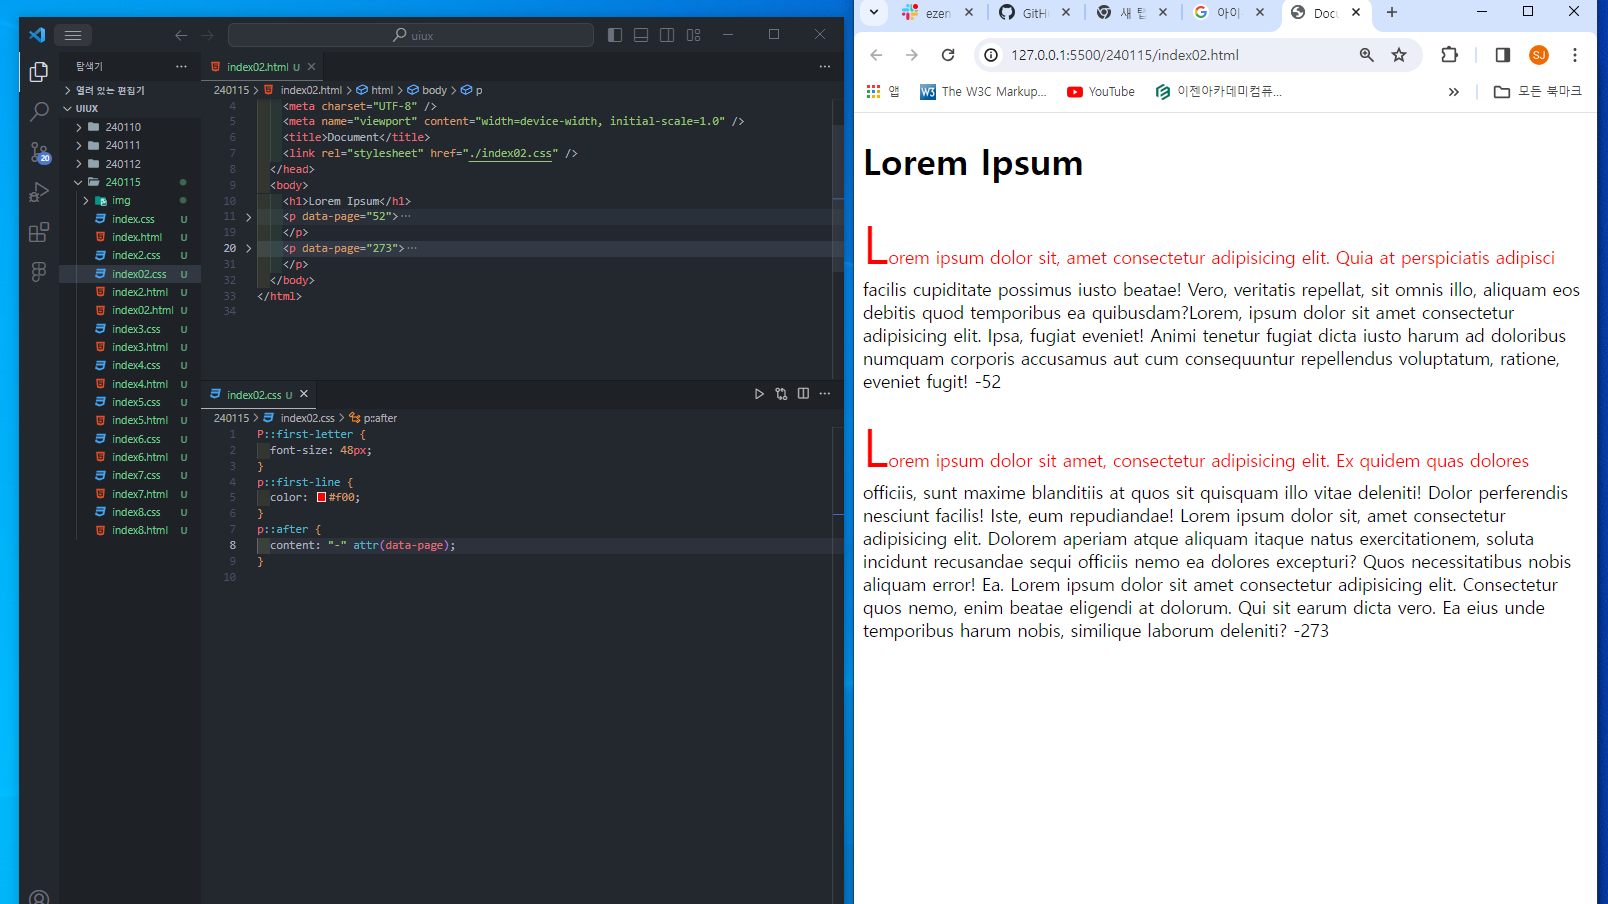 uiux
탐색기
열려 있는 편집기
UIUX
240110
240111
240112
240115
img
index.css U
index.html U
index2.css U
index02.css U
index2.html U
index02.html U
index3.css U
index3.html U
index4.css U
index4.html U
index5.css U
index5.html U
index6.css U
index6.html U
index7.css U
index7.html U
index8.css U
index8.html U
20
index02.html U
240115 > index02.html > html > body > p
4 <meta charset="UTF-8" />
5 <meta name="viewport" content="width=device-width, initial-scale=1.0" />
6 <title>Document</title>
7 <link rel="stylesheet" href="./index02.css" />
8 </head>
9 <body>
10 <h1>Lorem Ipsum</h1>
11 <p data-page="52">···
19 </p>
20 <p data-page="273">···
31 </p>
32 </body>
33 </html>
34
index02.css U
240115 > index02.css > p::after
1 P::first-letter {
2 font-size: 48px;
3 }
4 p::first-line {
5 color: #f00;
6 }
7 p::after {
8 content: "-" attr(data-page);
9 }
10
ezen
GitH
새 탭
아이
Docu
127.0.0.1:5500/240115/index02.html
SJ
앱
W3 The W3C Markup...
YouTube
이젠아카데미컴퓨...
모든 북마크
Lorem Ipsum
Lorem ipsum dolor sit, amet consectetur adipisicing elit. Quia at perspiciatis adipisci
facilis cupiditate possimus iusto beatae! Vero, veritatis repellat, sit omnis illo, aliquam eos
debitis quod temporibus ea quibusdam?Lorem, ipsum dolor sit amet consectetur
adipisicing elit. Ipsa, fugiat eveniet! Animi tenetur fugiat dicta iusto harum ad doloribus
numquam corporis accusamus aut cum consequuntur repellendus voluptatum, ratione,
eveniet fugit! -52
Lorem ipsum dolor sit amet, consectetur adipisicing elit. Ex quidem quas dolores
officiis, sunt maxime blanditiis at quos sit quisquam illo vitae deleniti! Dolor perferendis
nesciunt facilis! Iste, eum repudiandae! Lorem ipsum dolor sit, amet consectetur
adipisicing elit. Dolorem aperiam atque aliquam itaque natus exercitationem, soluta
incidunt recusandae sequi officiis nemo ea dolores excepturi? Quos necessitatibus nobis
aliquam error! Ea. Lorem ipsum dolor sit amet consectetur adipisicing elit. Consectetur
quos nemo, enim beatae eligendi at dolorum. Qui sit earum dicta vero. Ea eius unde
temporibus harum nobis, similique laborum deleniti? -273